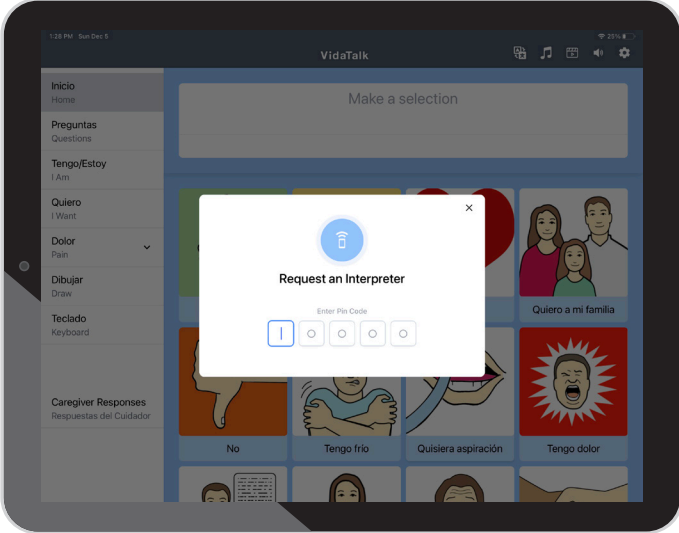 1:28 PM Sun Dec 5
25%
VidaTalk
Inicio
Home
Preguntas
Questions
Tengo/Estoy
I Am
Quiero
I Want
Dolor
Pain
Dibujar
Draw
Teclado
Keyboard
Caregiver Responses
Respuestas del Cuidador
Make a selection
Request an Interpreter
Enter Pin Code
Quiero a mi familia
No
Tengo frío
Quisiera aspiración
Tengo dolor